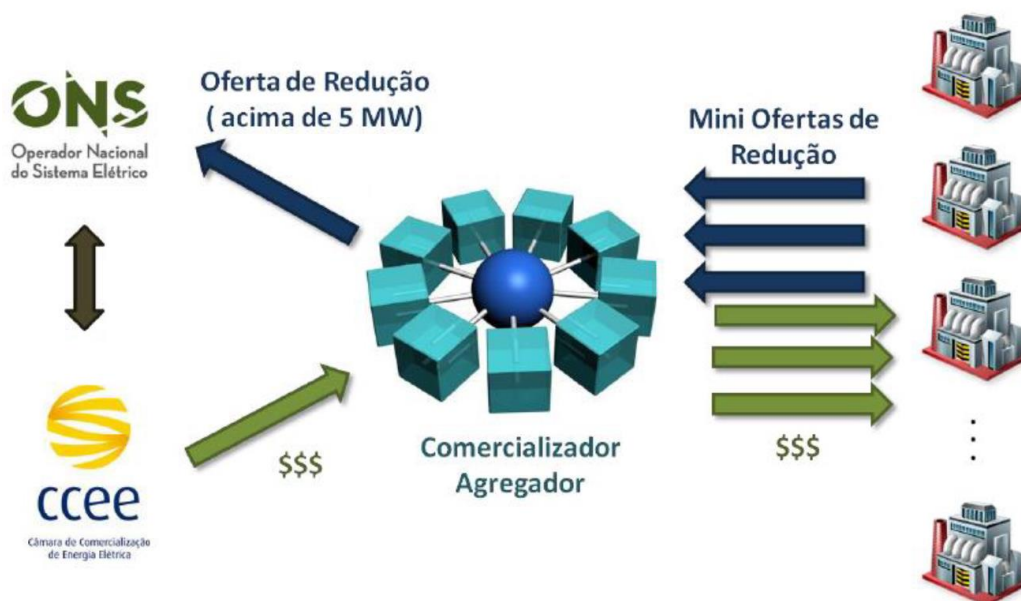 ONS
Operador Nacional
do Sistema Elétrico
Oferta de Redução
( acima de 5 MW)
Mini Ofertas de
Redução
ccee
Câmara de Comercialização
de Energia Elétrica
$$$
Comercializador
Agregador
$$$